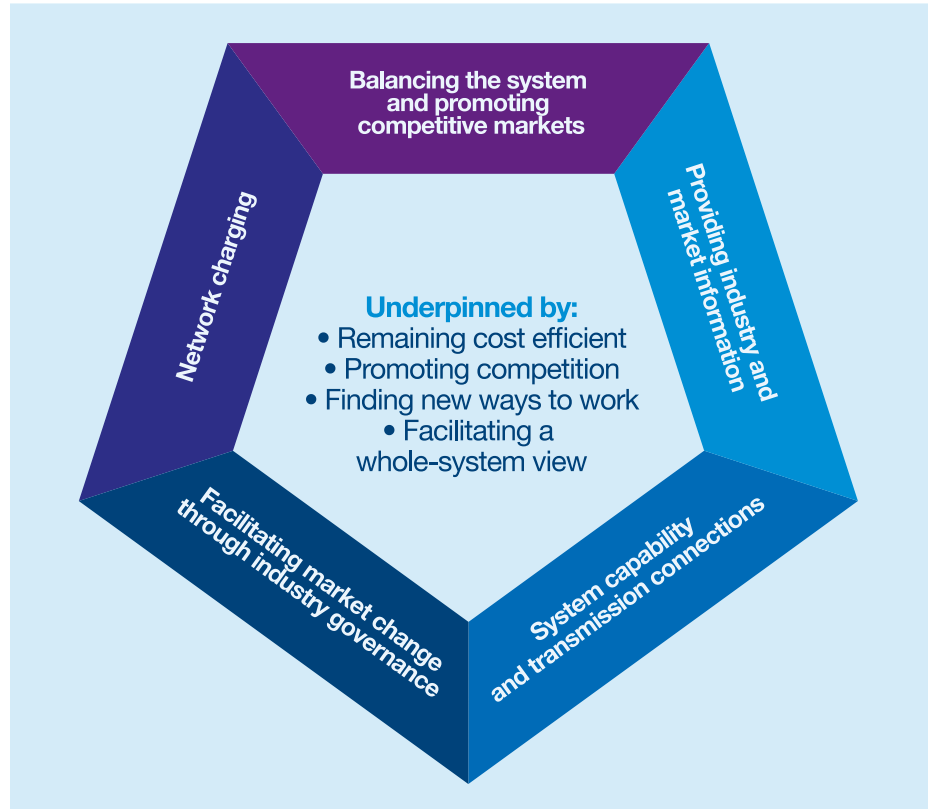 Balancing the system
and promoting
competitive markets
Providing industry and
market information
System capability
and transmission connections
Facilitating market change
through industry governance
Network charging
Underpinned by:
• Remaining cost efficient
• Promoting competition
• Finding new ways to work
• Facilitating a
whole-system view